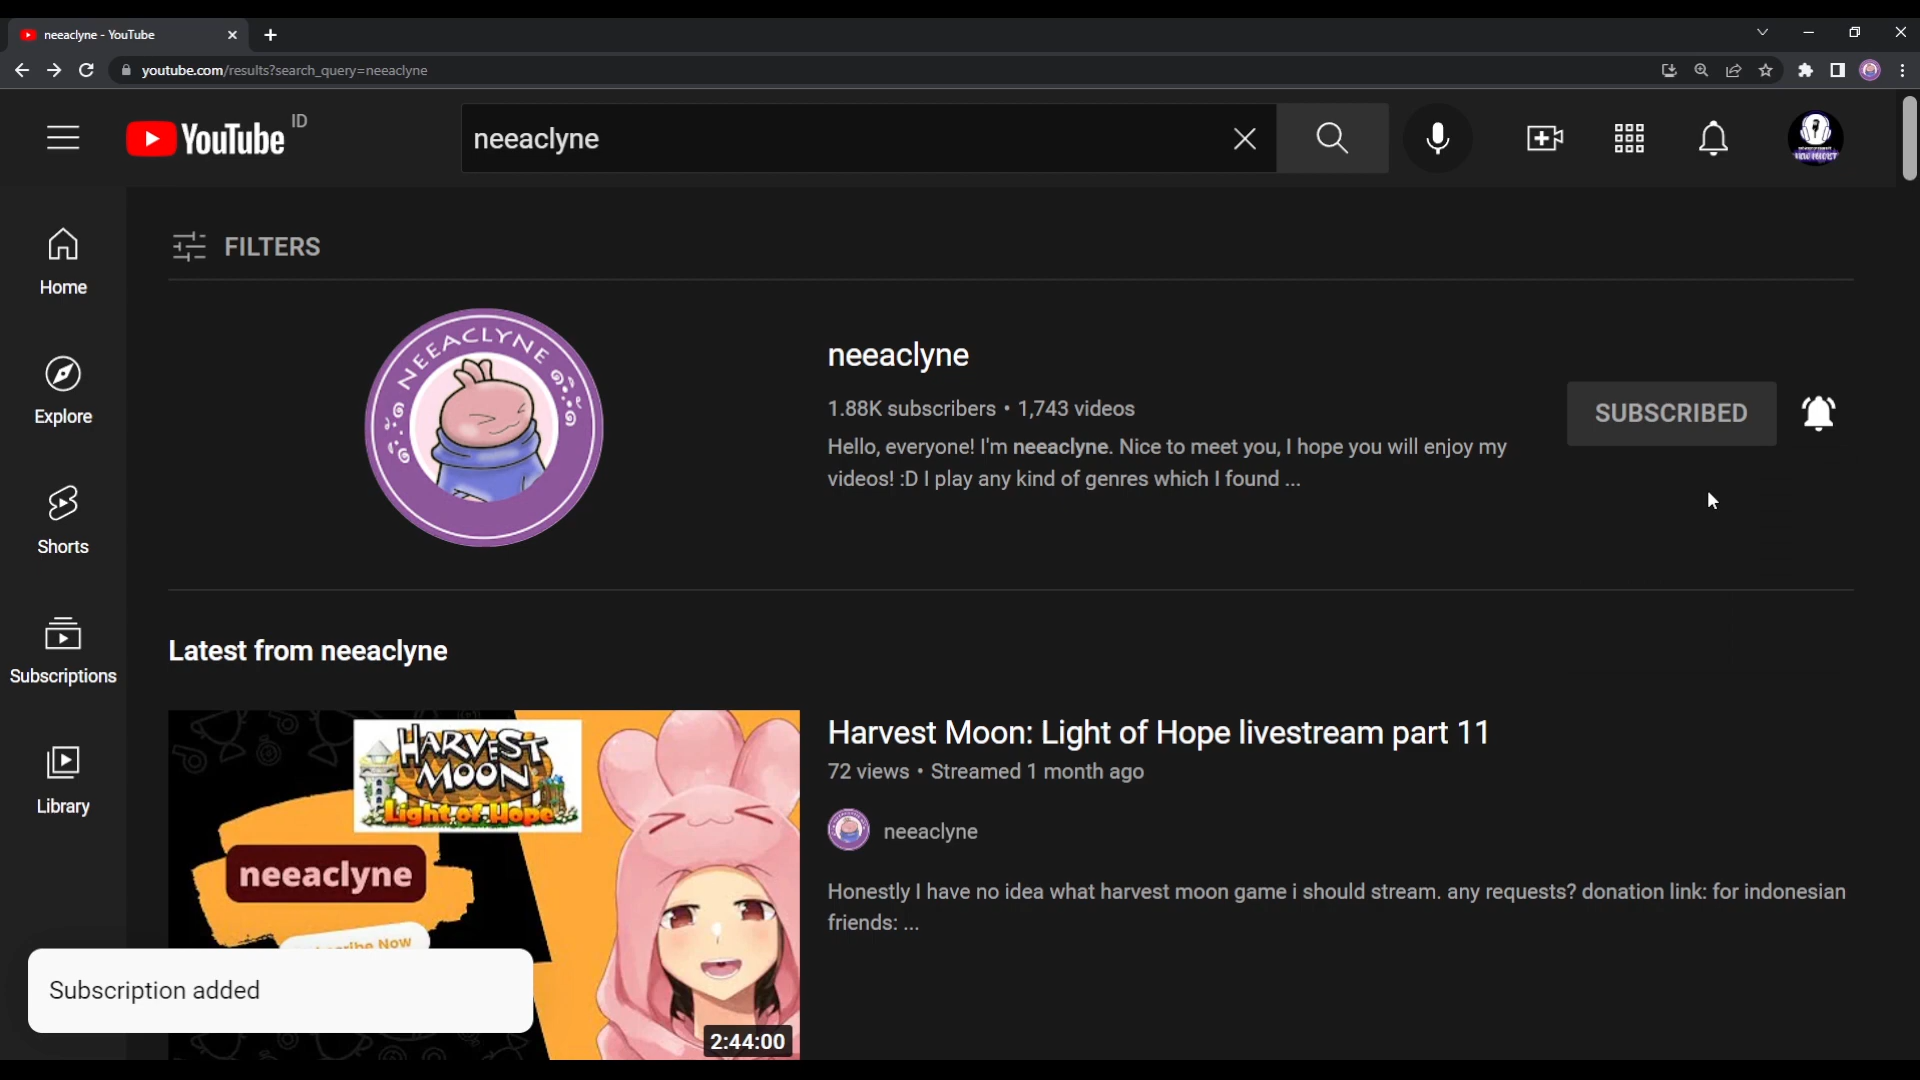 neeaclyne - YouTube
youtube.com/results?search_query=neeaclyne
YouTube ID
neeaclyne
Home
Explore
Shorts
Subscriptions
Library
FILTERS
NEEACLYNE
neeaclyne
1.88K subscribers • 1,743 videos
Hello, everyone! I'm neeaclyne. Nice to meet you, I hope you will enjoy my
videos! :D I play any kind of genres which I found ...
SUBSCRIBED
Latest from neeaclyne
HARVEST
MOON
Light of Hope
neeaclyne
Now
2:44:00
Harvest Moon: Light of Hope livestream part 11
72 views • Streamed 1 month ago
neeaclyne
Honestly I have no idea what harvest moon game i should stream. any requests? donation link: for indonesian
friends: ...
Subscription added